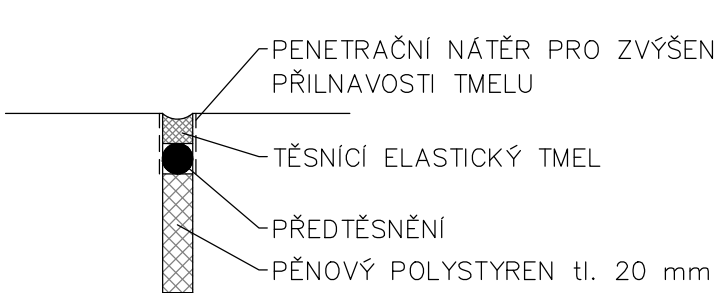 PENETRAČNÍ NÁTĚR PRO ZVÝŠEN
PŘILNAVOSTI TMELU
TĚSNÍCÍ ELASTICKÝ TMEL
PŘEDTĚSNĚNÍ
PĚNOVÝ POLYSTYREN tl. 20 mm